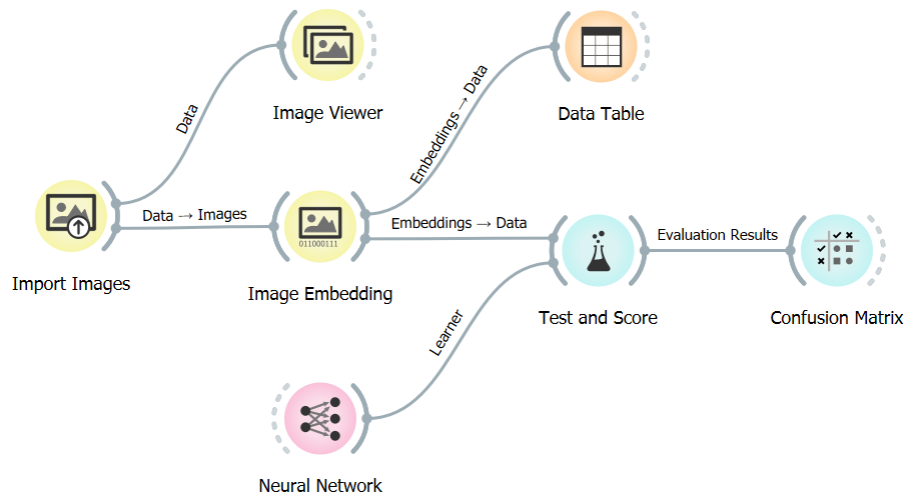 Image Viewer
Data Table
Data
Embeddings → Data
Data → Images
Embeddings → Data
Evaluation Results
Import Images
011000111
Image Embedding
Test and Score
Confusion Matrix
Learner
Neural Network